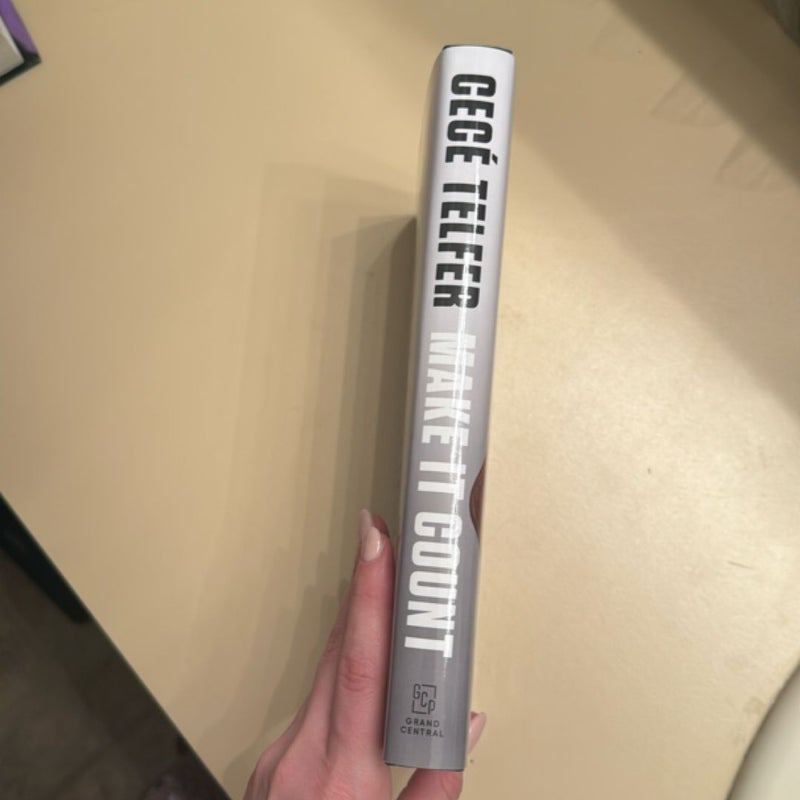 CECÉ TELFER MAKE IT COUNT
GCP
GRAND
CENTRAL